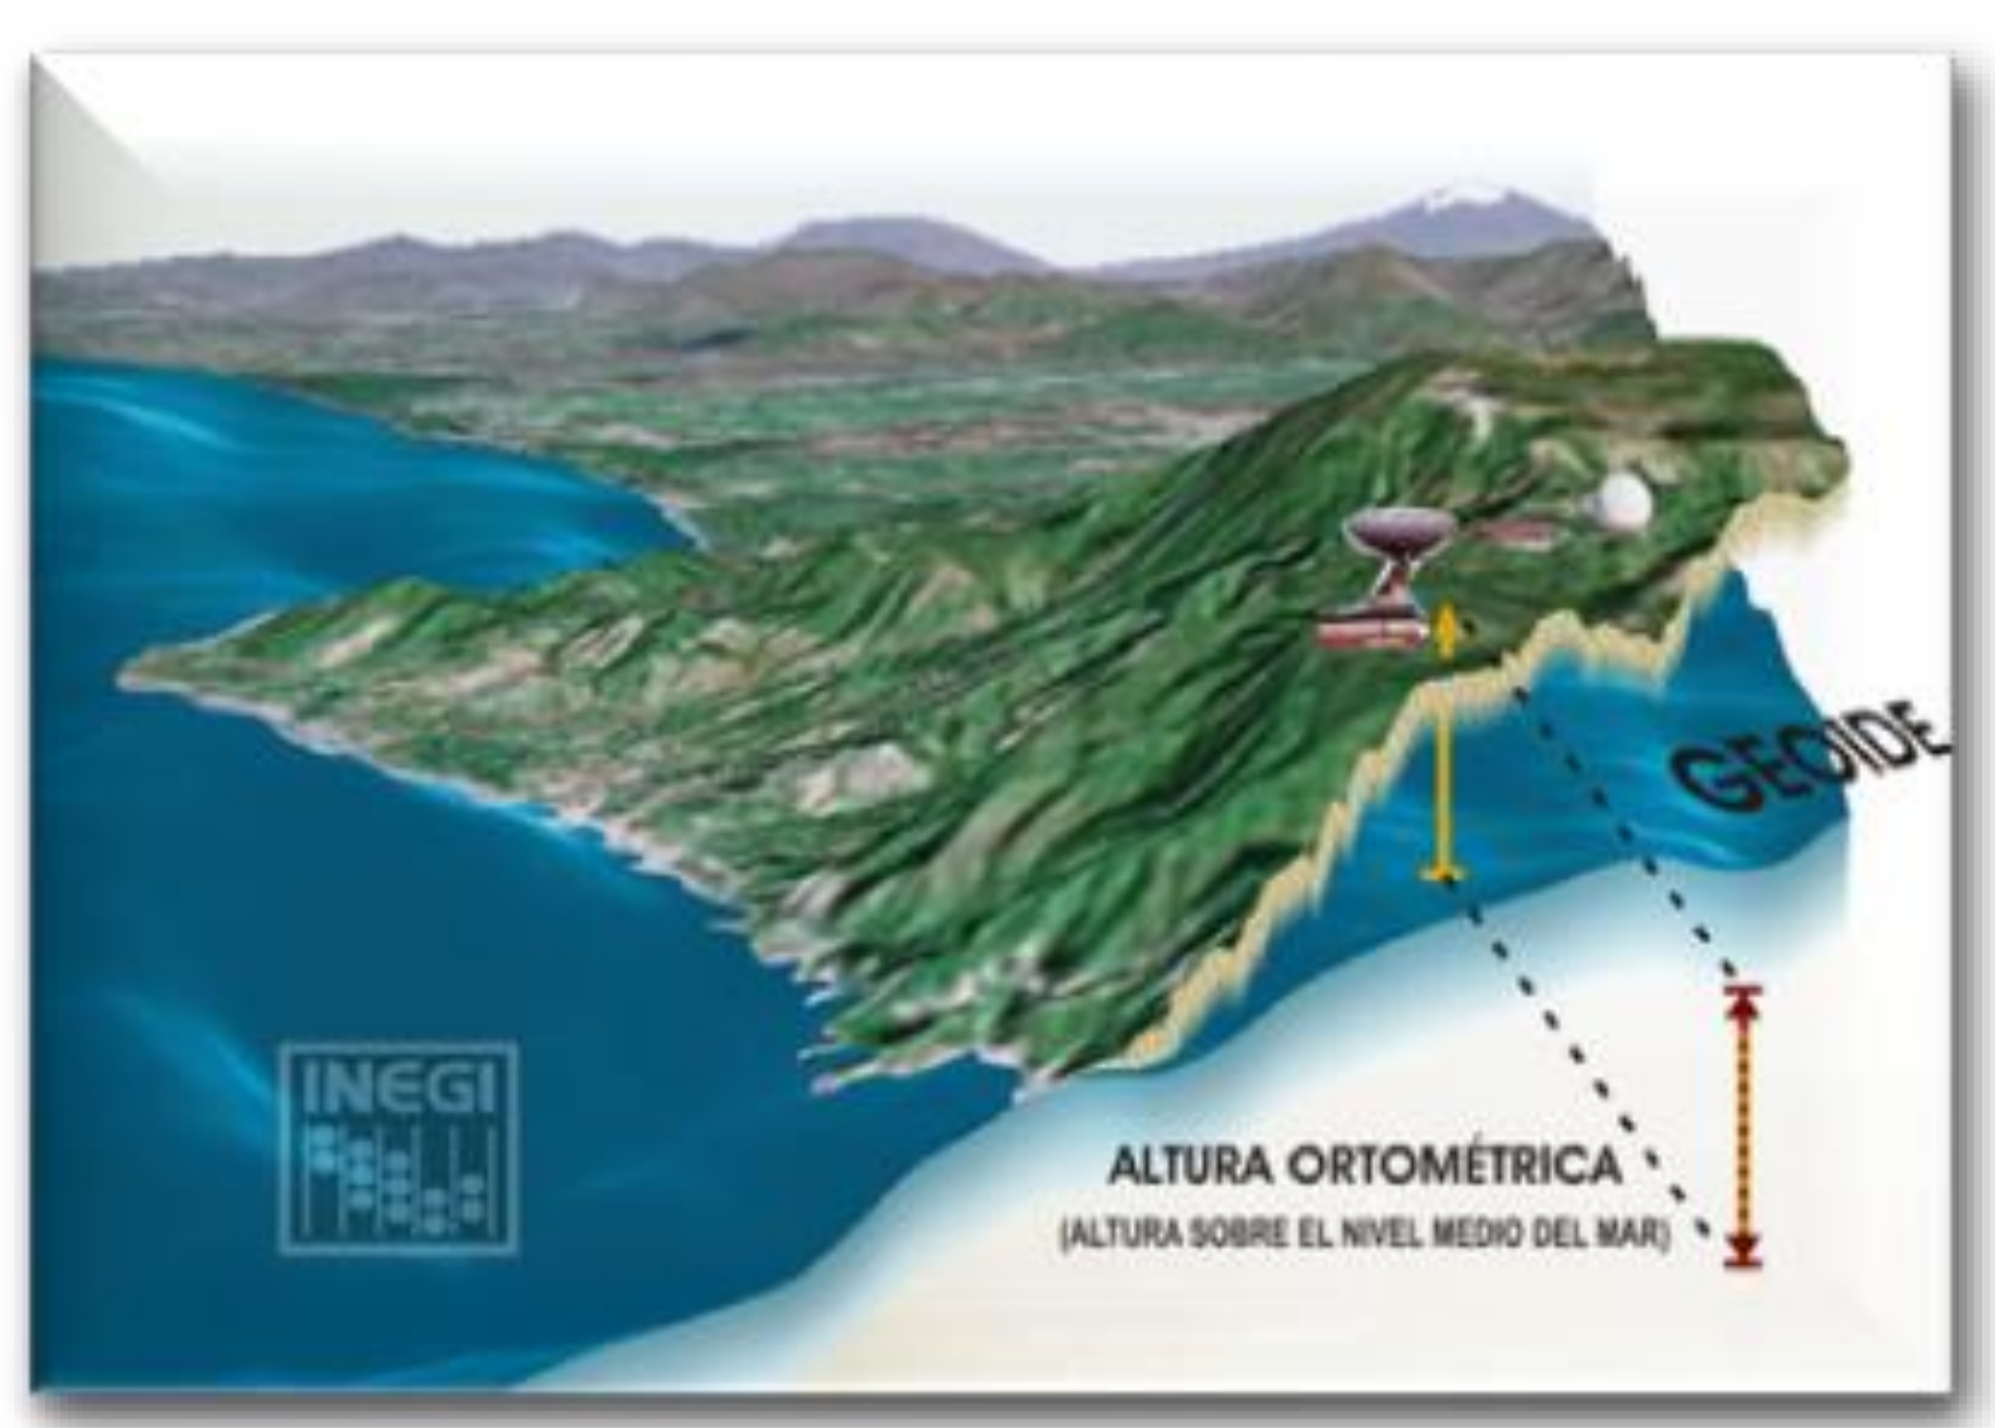 GEOIDE
INEGI
ALTURA ORTOMÉTRICA
(ALTURA SOBRE EL NIVEL MEDIO DEL MAR)